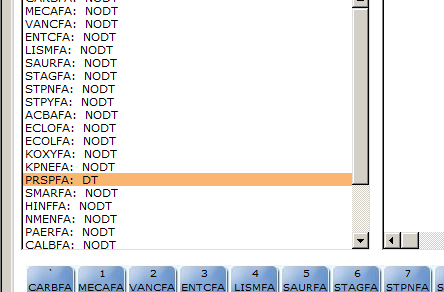 CARBFA: NODT
MECAFA: NODT
VANCFA: NODT
ENTCFA: NODT
LISMFA: NODT
SAURFA: NODT
STAGFA: NODT
STPNFA: NODT
STPYFA: NODT
ACBAFA: NODT
ECLOFA: NODT
ECOLFA: NODT
KOXYFA: NODT
KPNEFA: NODT
PRSPFA: DT
SMARFA: NODT
HINFFA: NODT
NMENFA: NODT
PAERFA: NODT
CALBFA: NODT
` 1 2 3 4 5 6 7
CARBFA MECAFA VANCFA ENTCFA LISMFA SAURFA STAGFA STPNFA